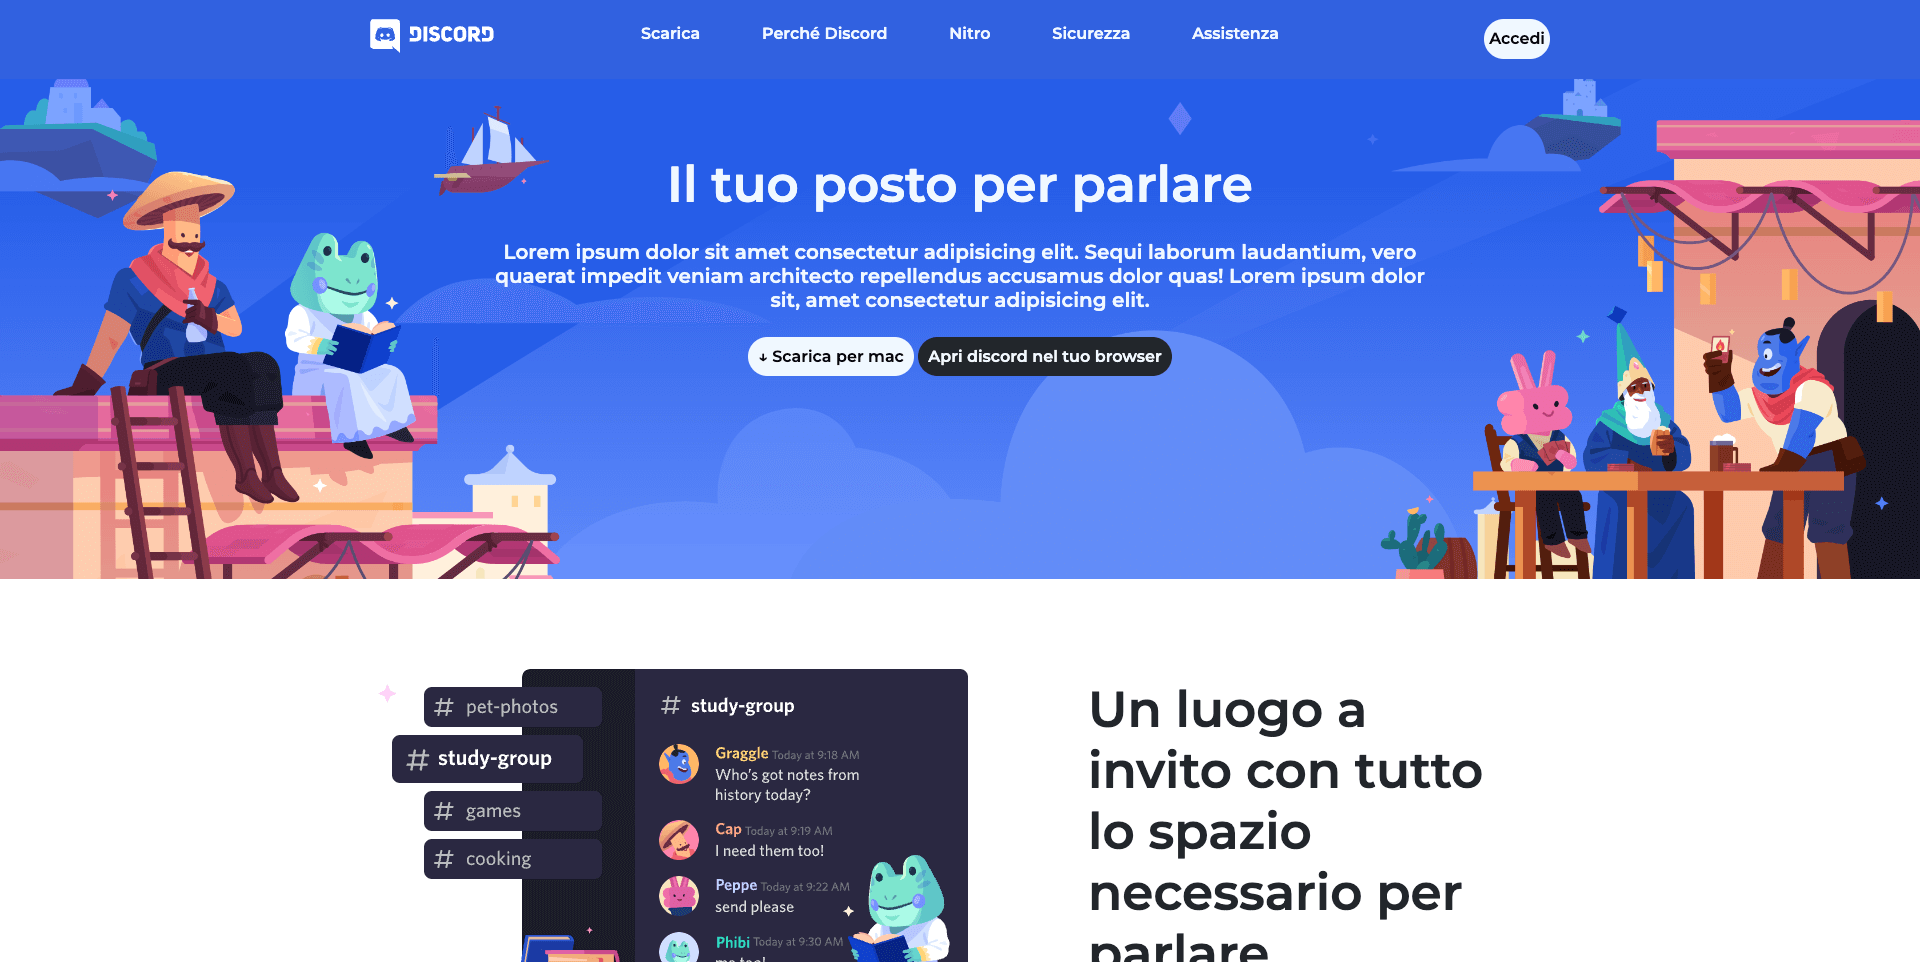 DISCORD
Scarica
Perché Discord
Nitro
Sicurezza
Assistenza
Accedi
Il tuo posto per parlare
Lorem ipsum dolor sit amet consectetur adipisicing elit. Sequi laborum laudantium, vero
quaerat impedit veniam architecto repellendus accusamus dolor quas! Lorem ipsum dolor
sit, amet consectetur adipisicing elit.
↓ Scarica per mac
Apri discord nel tuo browser
# pet-photos
# study-group
# games
# cooking
# study-group
Graggle Today at 9:18 AM
Who's got notes from
history today?
Cap Today at 9:19 AM
I need them too!
Peppe Today at 9:22 AM
send please
Phibi Today at 9:30 AM
me too!
Un luogo a
invito con tutto
lo spazio
necessario per
parlare